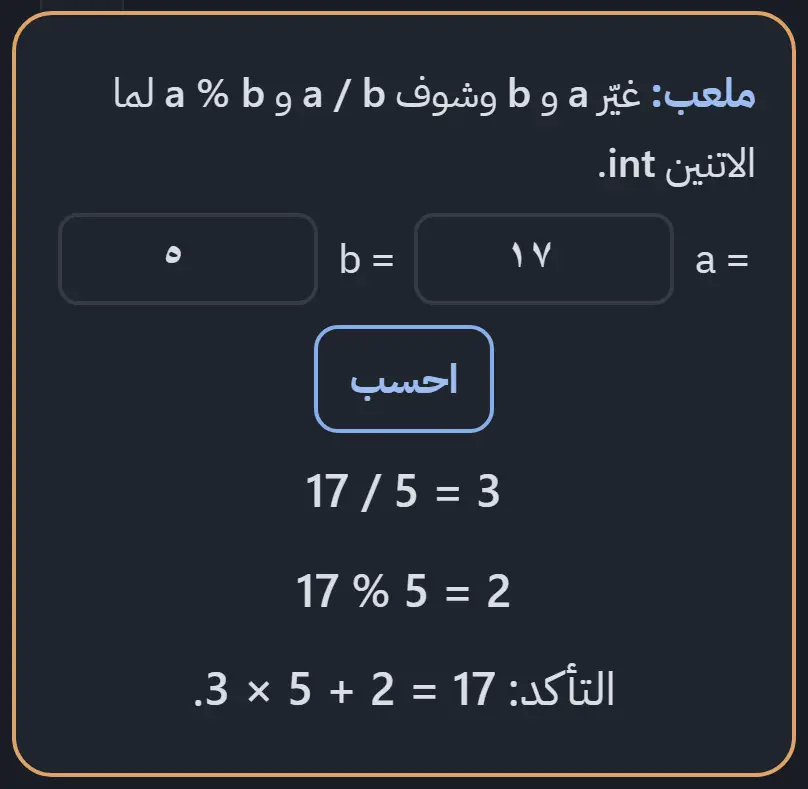 ملعب: غيّر a و b وشوف a / b و a % b لما
الاتنين int.
a = ١٧ b = ٥
احسب
17 / 5 = 3
17 % 5 = 2
التأكد: 3 × 5 + 2 = 17.